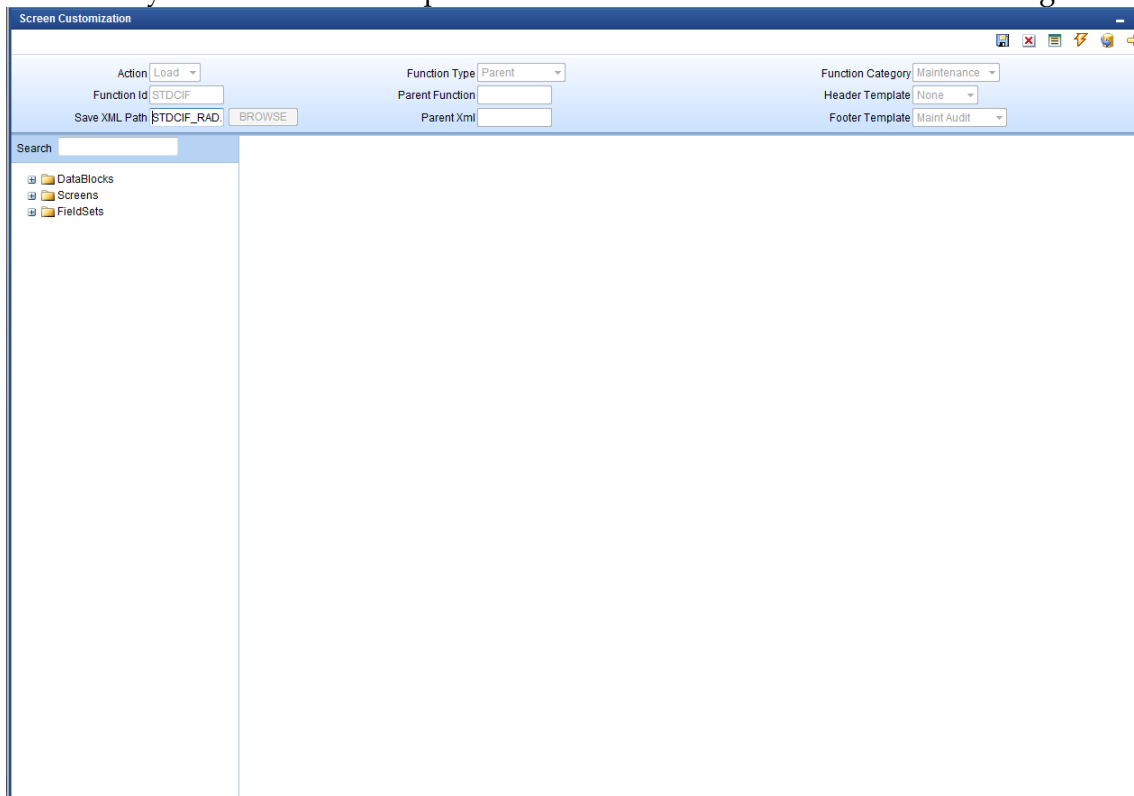 Screen Customization
Action Load Function Type Parent Function Category Maintenance
Function Id STDCIF Parent Function Header Template None
Save XML Path STDCIF_RAD. BROWSE Parent Xml Footer Template Maint Audit
Search
DataBlocks
Screens
FieldSets